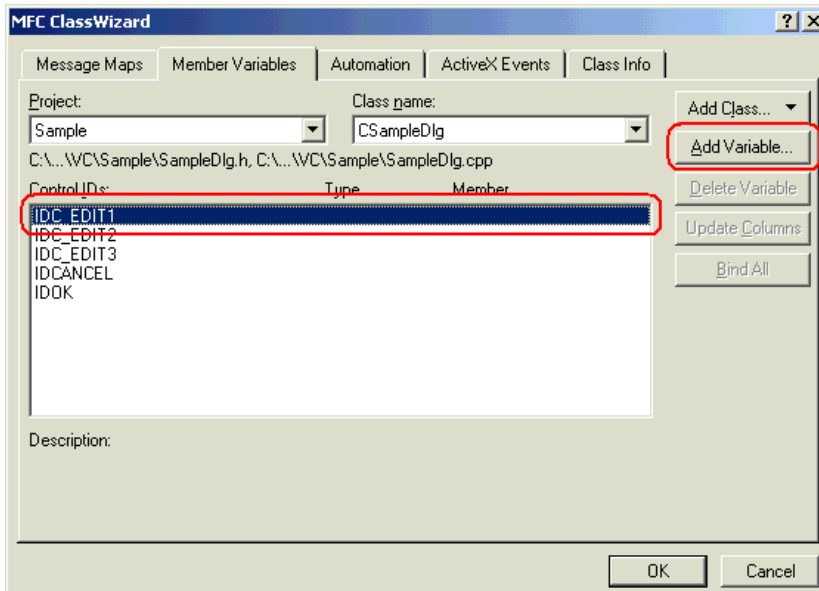 MFC ClassWizard
Message Maps Member Variables Automation ActiveX Events Class Info
Project: Class name: Add Class...
Sample CSampleDlg Add Variable...
C:\...\VC\Sample\SampleDlg.h, C:\...\VC\Sample\SampleDlg.cpp
Control IDs: Type Member Delete Variable
IDC_EDIT1
IDC_EDIT2 Update Columns
IDC_EDIT3
IDCANCEL Bind All
IDOK
Description:
OK Cancel